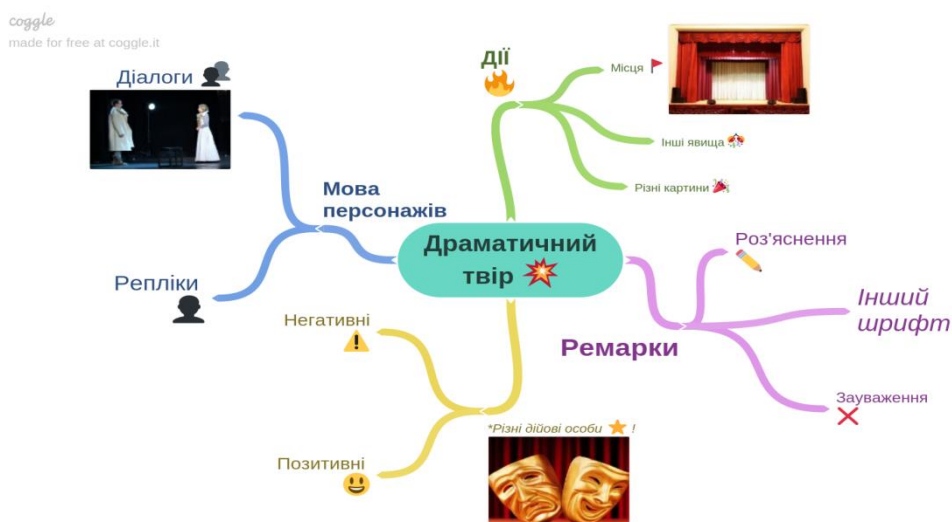 coggle
made for free at coggle.it
Діалоги
Мова
персонажів
Репліки
ДІЇ
Місця
Інші явища
Різні картини
Драматичний
твір
Роз'яснення
Інший
шрифт
Ремарки
Зауваження
Негативні
Позитивні
*Різні дійові особи !